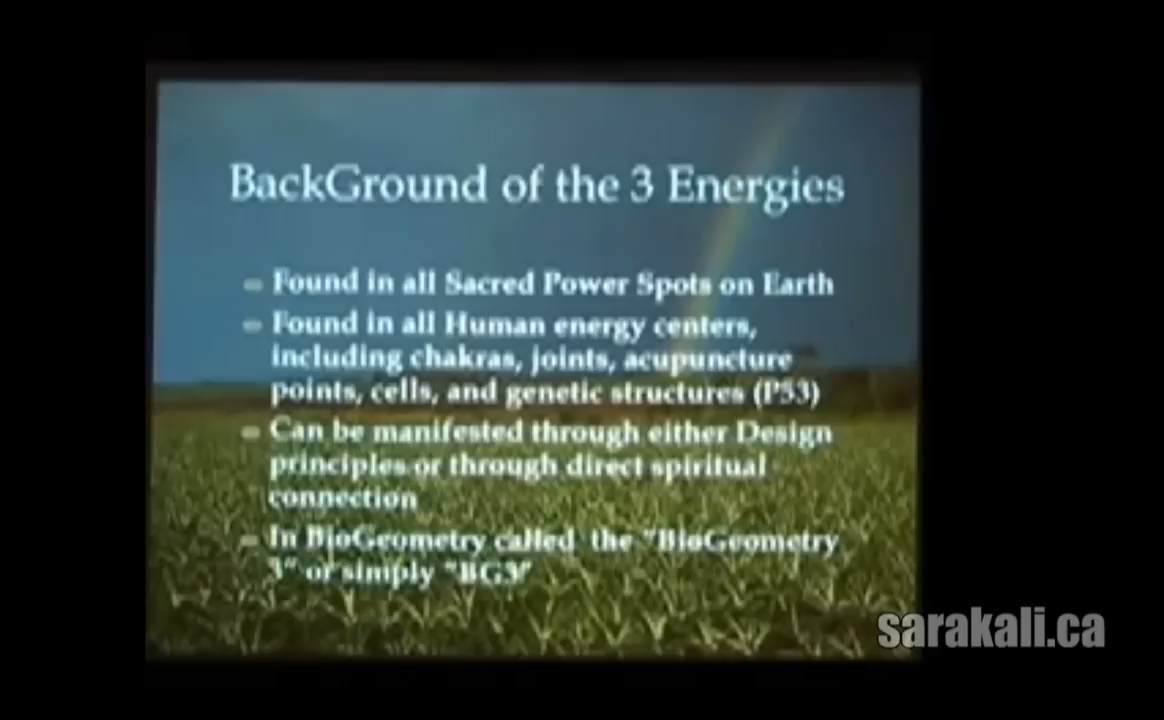 BackGround of the 3 Energies
– Found in all Sacred Power Spots on Earth
– Found in all Human energy centers,
including chakras, joints, acupuncture
points, cells, and genetic structures (P53)
– Can be manifested through either Design
principles or through direct spiritual
connection
– In BioGeometry called the "BioGeometry
3" or simply "BG3"
sarakali.ca